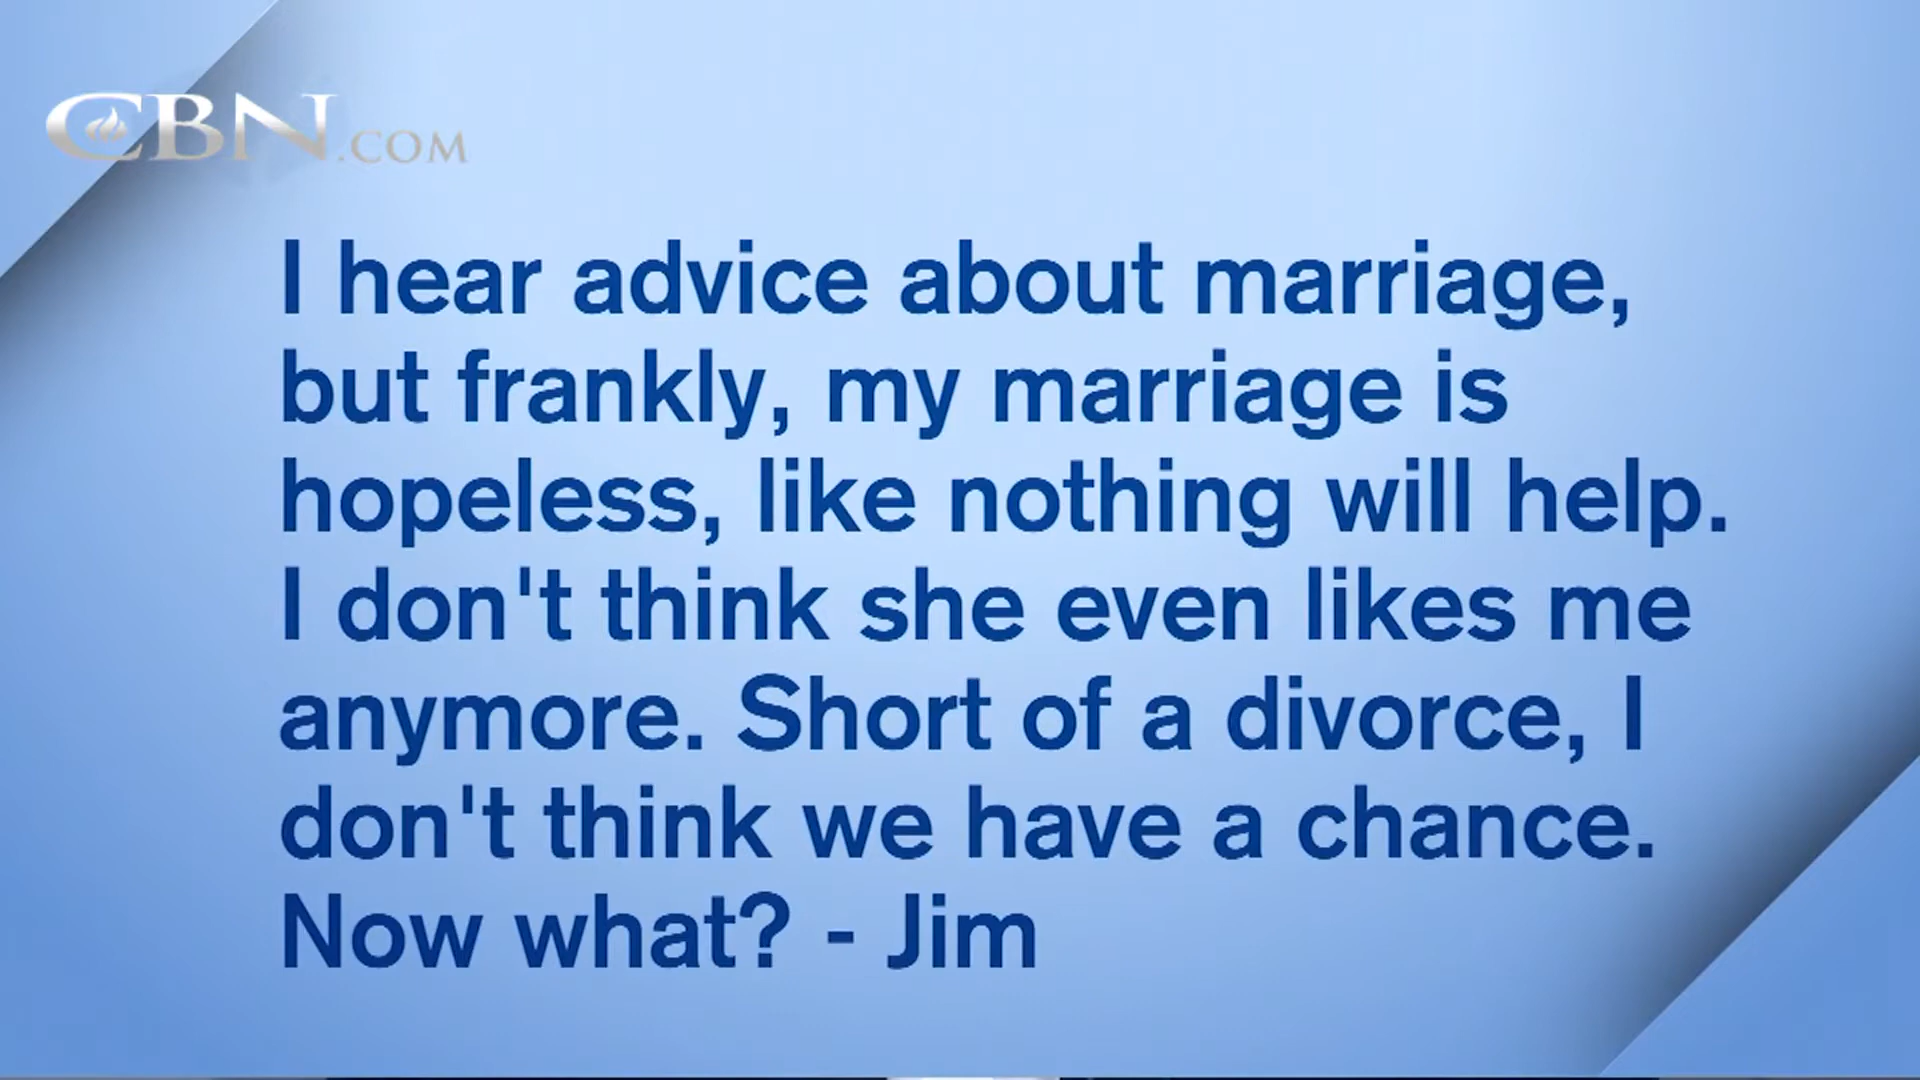 CBN.COM
I hear advice about marriage,
but frankly, my marriage is
hopeless, like nothing will help.
I don't think she even likes me
anymore. Short of a divorce, I
don't think we have a chance.
Now what? - Jim